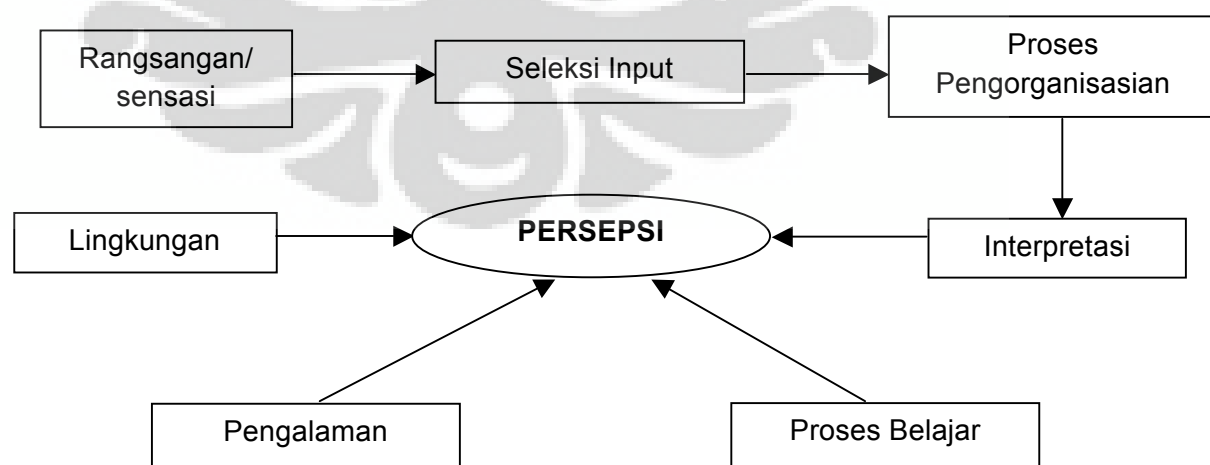 Rangsangan/
sensasi
Seleksi Input
Proses
Pengorganisasian
Lingkungan
PERSEPSI
Interpretasi
Pengalaman
Proses Belajar